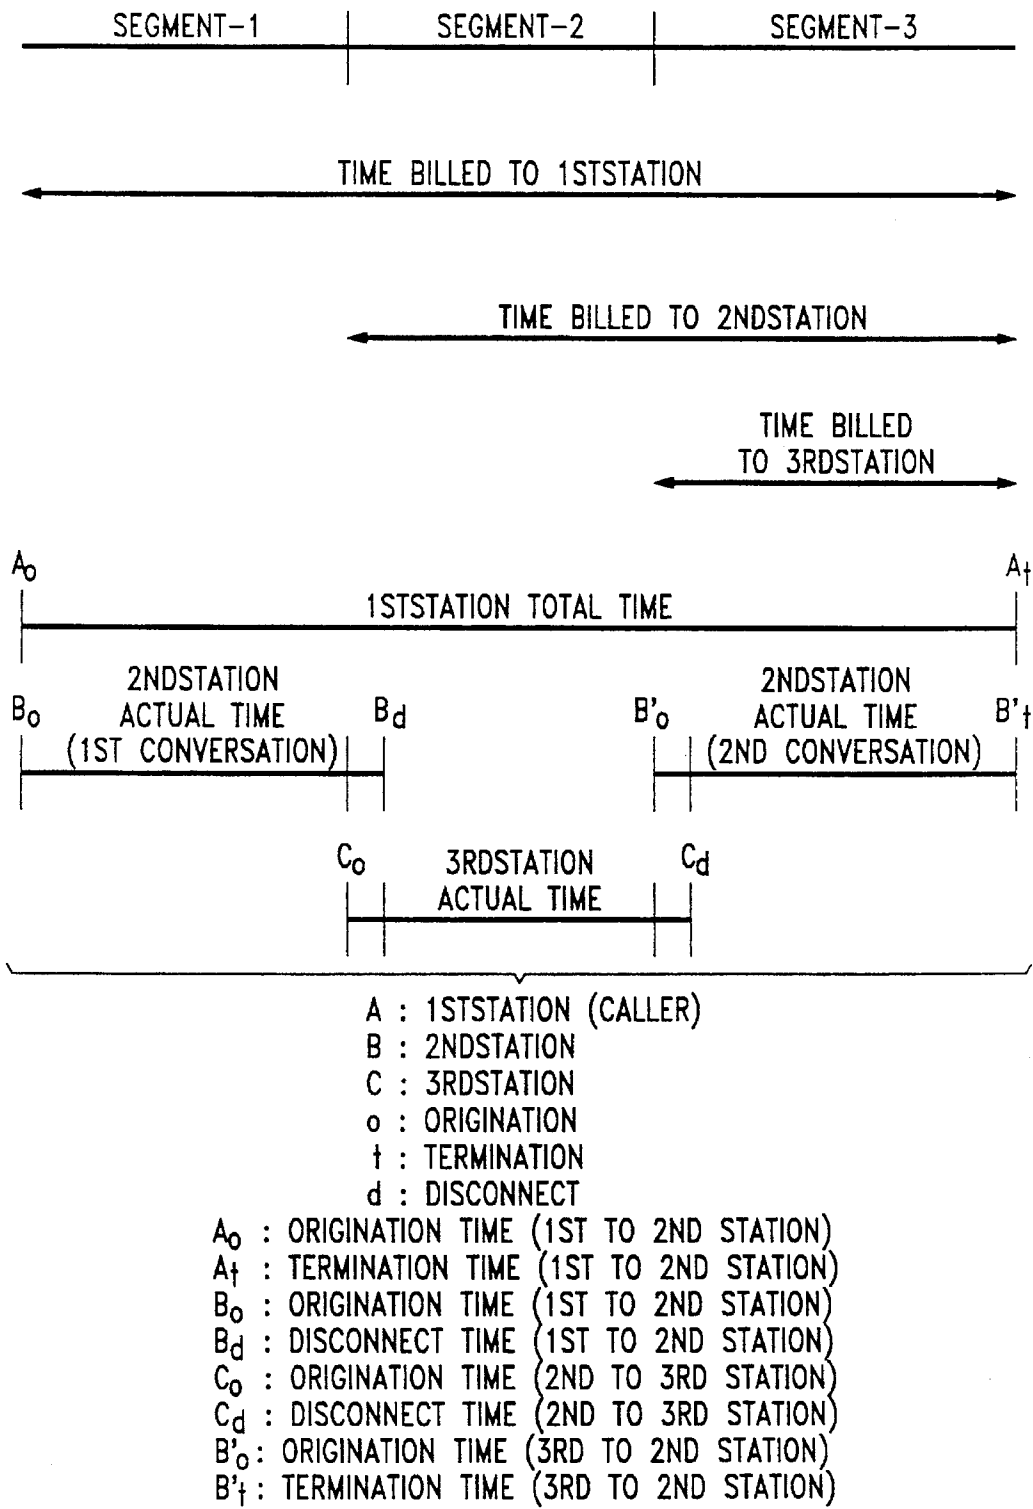 SEGMENT-1 SEGMENT-2 SEGMENT-3
TIME BILLED TO 1STSTATION
TIME BILLED TO 2NDSTATION
TIME BILLED
TO 3RDSTATION
Ao At
1STSTATION TOTAL TIME
2NDSTATION 2NDSTATION
Bo ACTUAL TIME Bd B'o ACTUAL TIME B't
(1ST CONVERSATION) (2ND CONVERSATION)
Co 3RDSTATION Cd
ACTUAL TIME
A : 1STSTATION (CALLER)
B : 2NDSTATION
C : 3RDSTATION
o : ORIGINATION
t : TERMINATION
d : DISCONNECT
Ao : ORIGINATION TIME (1ST TO 2ND STATION)
At : TERMINATION TIME (1ST TO 2ND STATION)
Bo : ORIGINATION TIME (1ST TO 2ND STATION)
Bd : DISCONNECT TIME (1ST TO 2ND STATION)
Co : ORIGINATION TIME (2ND TO 3RD STATION)
Cd : DISCONNECT TIME (2ND TO 3RD STATION)
B'o : ORIGINATION TIME (3RD TO 2ND STATION)
B't : TERMINATION TIME (3RD TO 2ND STATION)